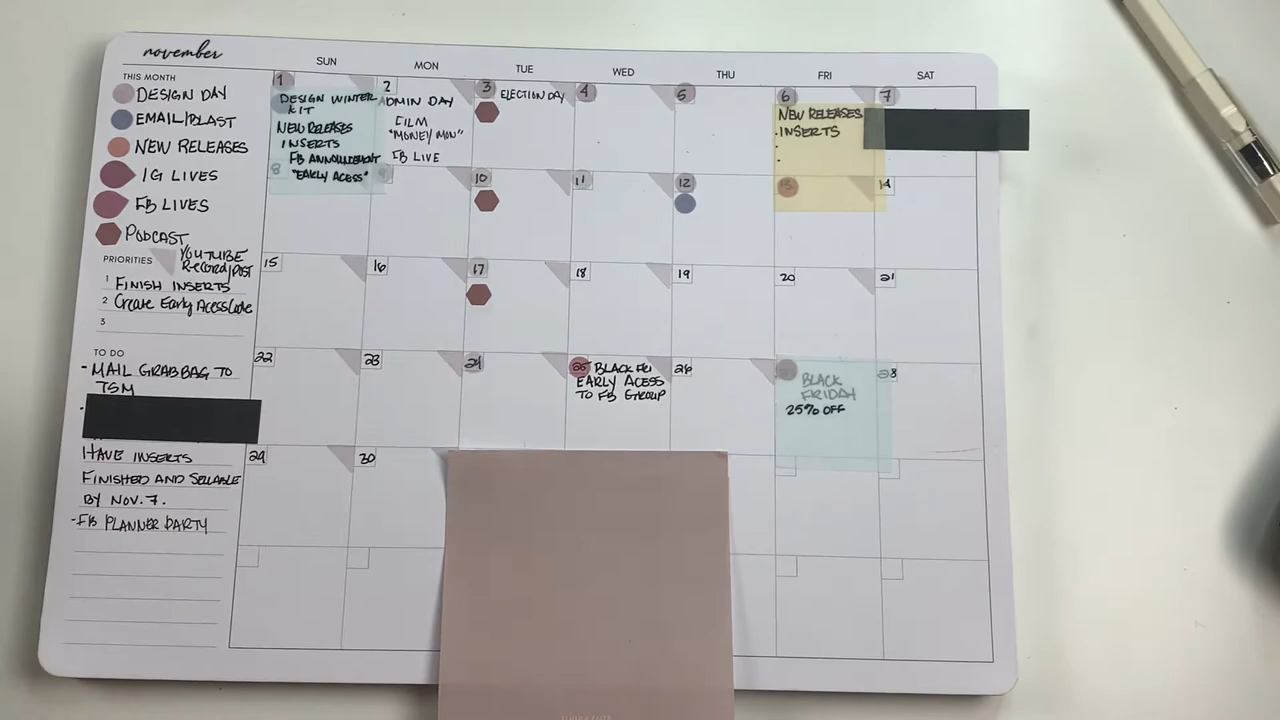 november
SUN MON TUE WED THU FRI SAT
THIS MONTH
DESIGN DAY
EMAIL/BLAST
NEW RELEASES
IG LIVES
FB LIVES
PODCAST
YOUTUBE
Record/post
PRIORITIES
1 FINISH INSERTS
2 Create Early Acess Code
3
TO DO
- MAIL GRABBAG TO
TSM
HAVE INSERTS
FINISHED AND SELLABLE
BY NOV. 7.
- FB PLANNER PARTY
1
DESIGN WINTER
KIT
NEW RELEASES
INSERTS
FB ANNOUNCEMENT
"EARLY ACESS"
2
ADMIN DAY
FILM
"MONEY MON"
FB LIVE
3 ELECTION DAY
4
5
6
NEW RELEASES
INSERTS
7
8
9
10
11
12
13
14
15
16
17
18
19
20
21
22
23
24
25 BLACK FRI
EARLY ACESS
TO FB GROUP
26
27
BLACK
FRIDAY
25% OFF
28
29
30